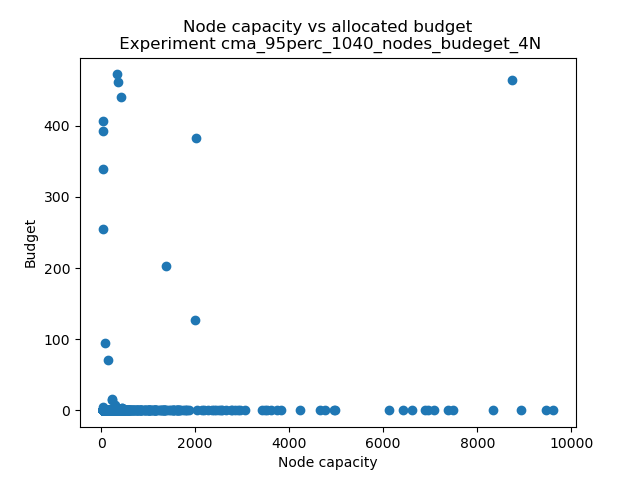 Node capacity vs allocated budget
Experiment cma_95perc_1040_nodes_budeget_4N
Budget
400
300
200
100
0
0 2000 4000 6000 8000 10000
Node capacity